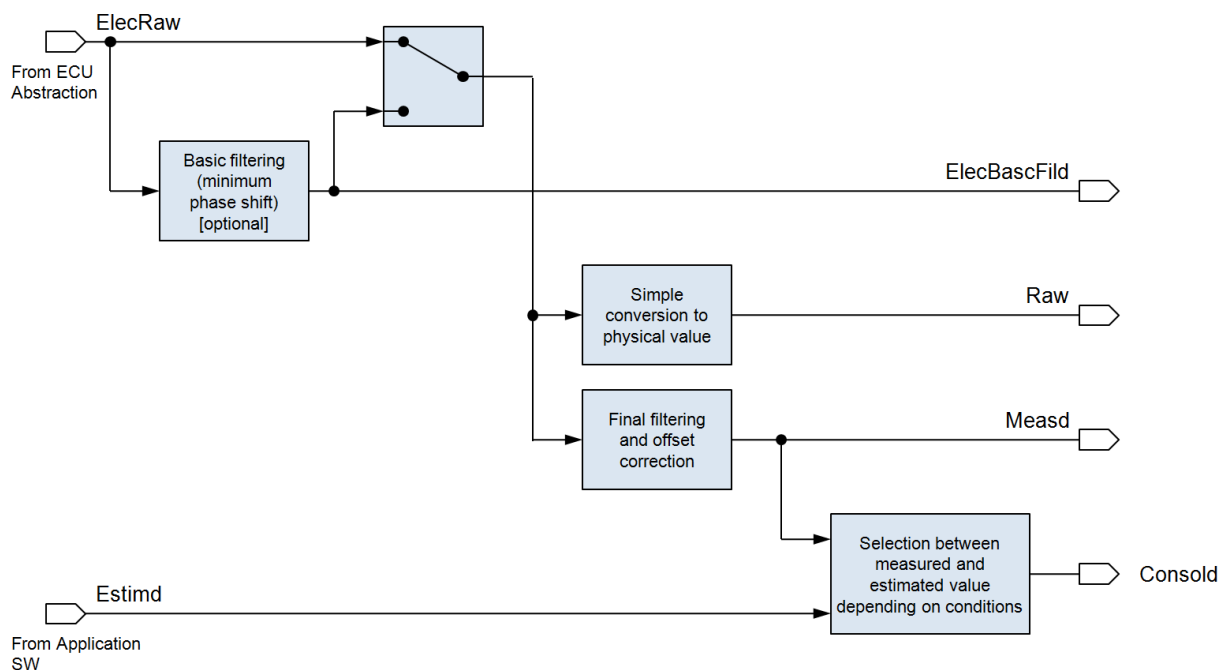 ElecRaw
From ECU
Abstraction
Basic filtering
(minimum
phase shift)
[optional]
ElecBascFild
Simple
conversion to
physical value
Raw
Final filtering
and offset
correction
Measd
Selection between
measured and
estimated value
depending on conditions
Consold
Estimd
From Application
SW